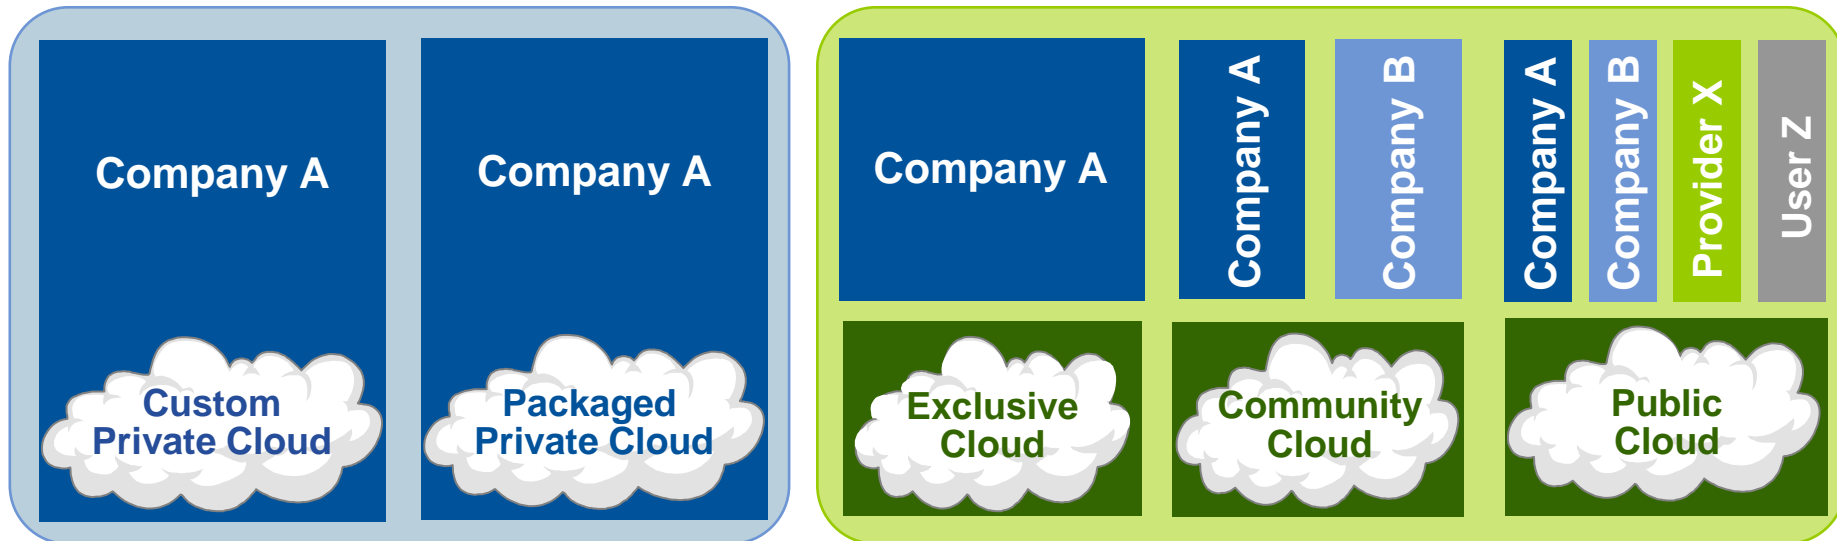 Company A
Company A
Company A
Company A
Company B
Company A
Company B
Provider X
User Z
Custom
Private Cloud
Packaged
Private Cloud
Exclusive
Cloud
Community
Cloud
Public
Cloud